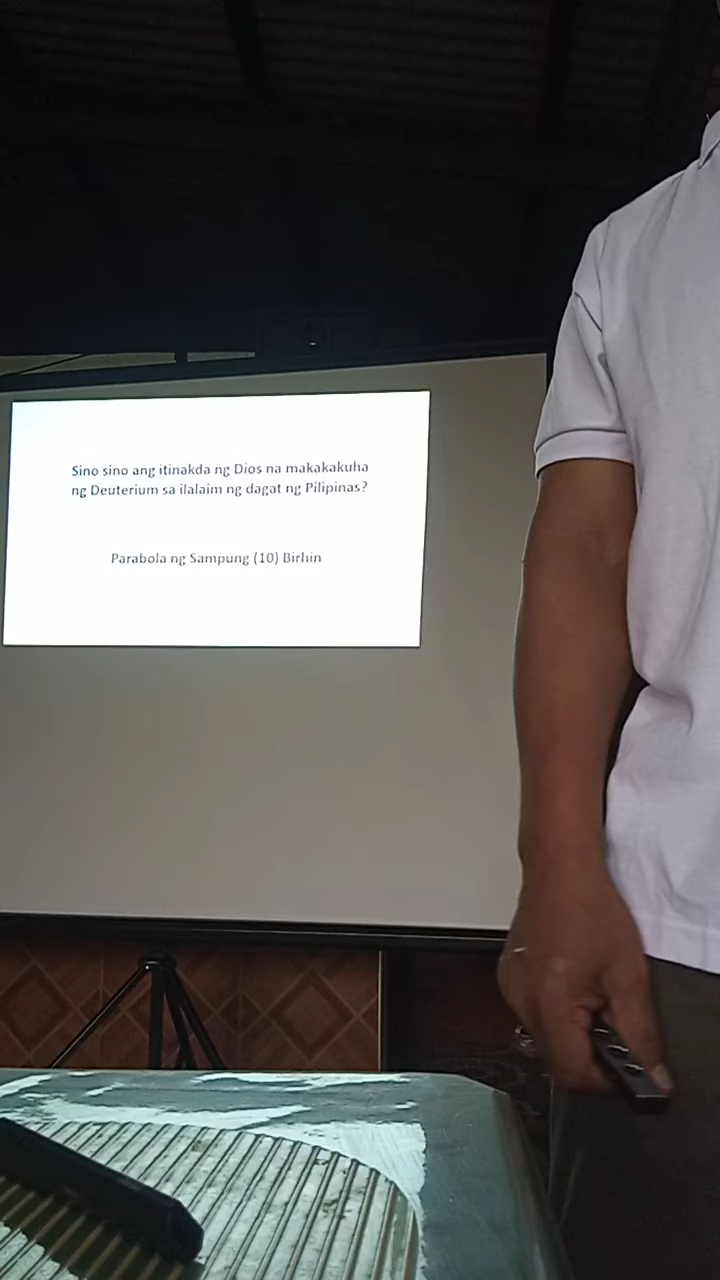 Sino sino ang itinakda ng Dios na makakakuha
ng Deuterium sa ilalaim ng dagat ng Pilipinas?
Parabola ng Sampung (10) Birhin